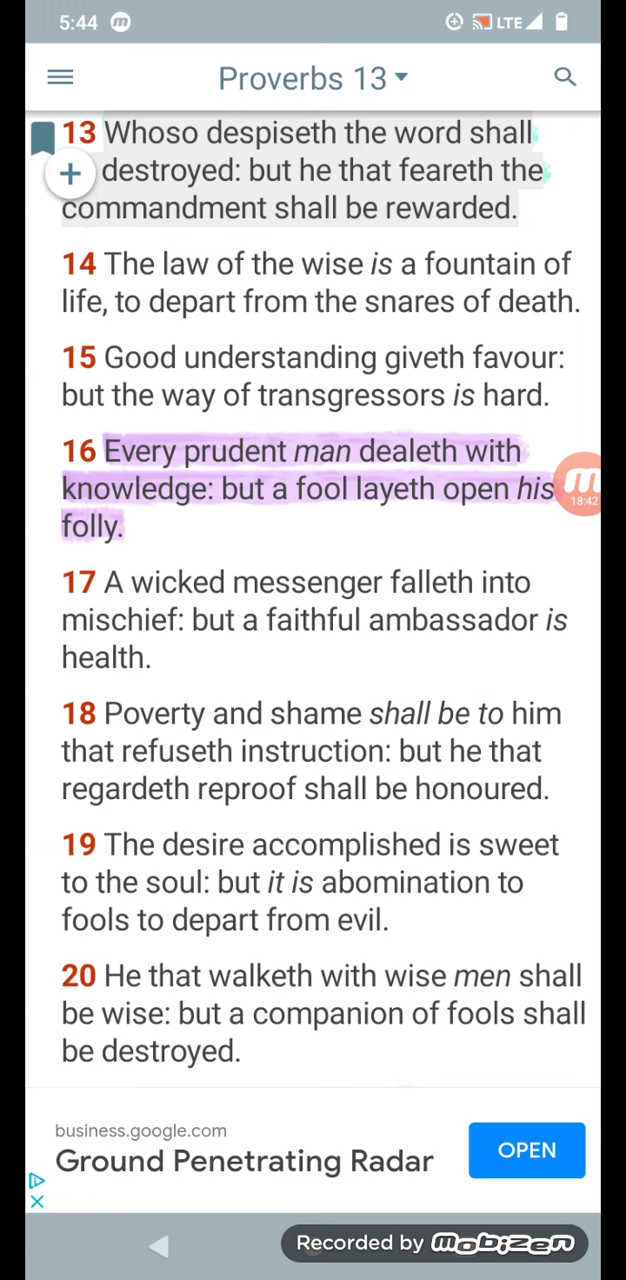 5:44 m LTE
Proverbs 13
13 Whoso despiseth the word shall
destroyed: but he that feareth the
commandment shall be rewarded.
14 The law of the wise is a fountain of
life, to depart from the snares of death.
15 Good understanding giveth favour:
but the way of transgressors is hard.
16 Every prudent man dealeth with
knowledge: but a fool layeth open his
folly.
m
18:42
17 A wicked messenger falleth into
mischief: but a faithful ambassador is
health.
18 Poverty and shame shall be to him
that refuseth instruction: but he that
regardeth reproof shall be honoured.
19 The desire accomplished is sweet
to the soul: but it is abomination to
fools to depart from evil.
20 He that walketh with wise men shall
be wise: but a companion of fools shall
be destroyed.
business.google.com
Ground Penetrating Radar
OPEN
Recorded by mobizen